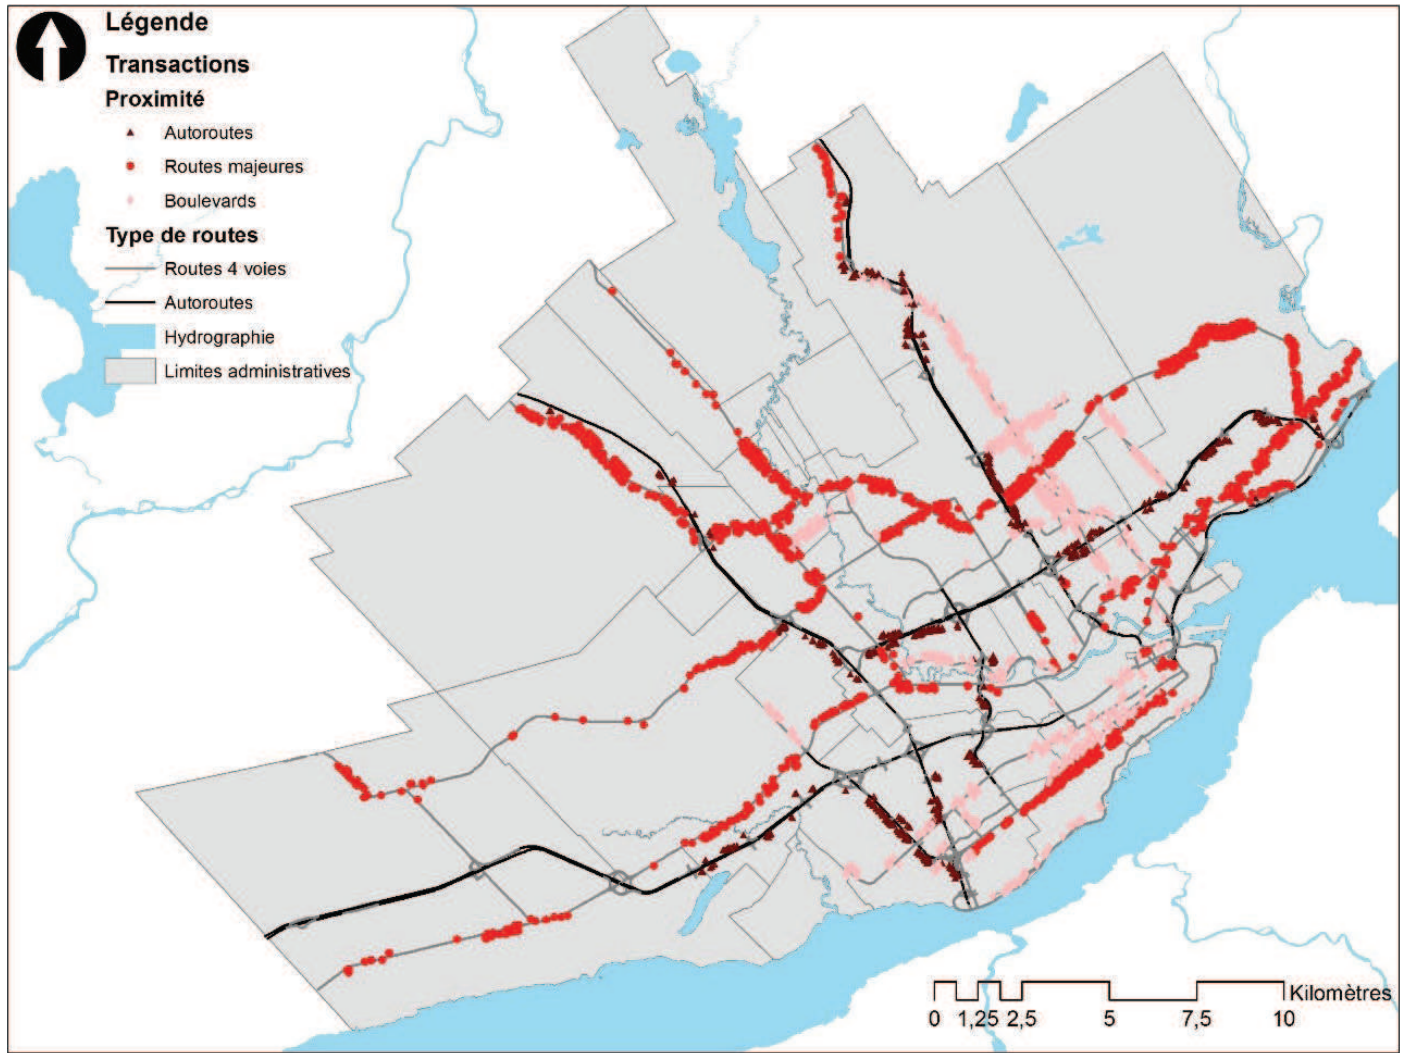 Légende
Transactions
Proximité
Autoroutes
Routes majeures
Boulevards
Type de routes
Routes 4 voies
Autoroutes
Hydrographie
Limites administratives
Kilomètres
0 1,25 2,5 5 7,5 10